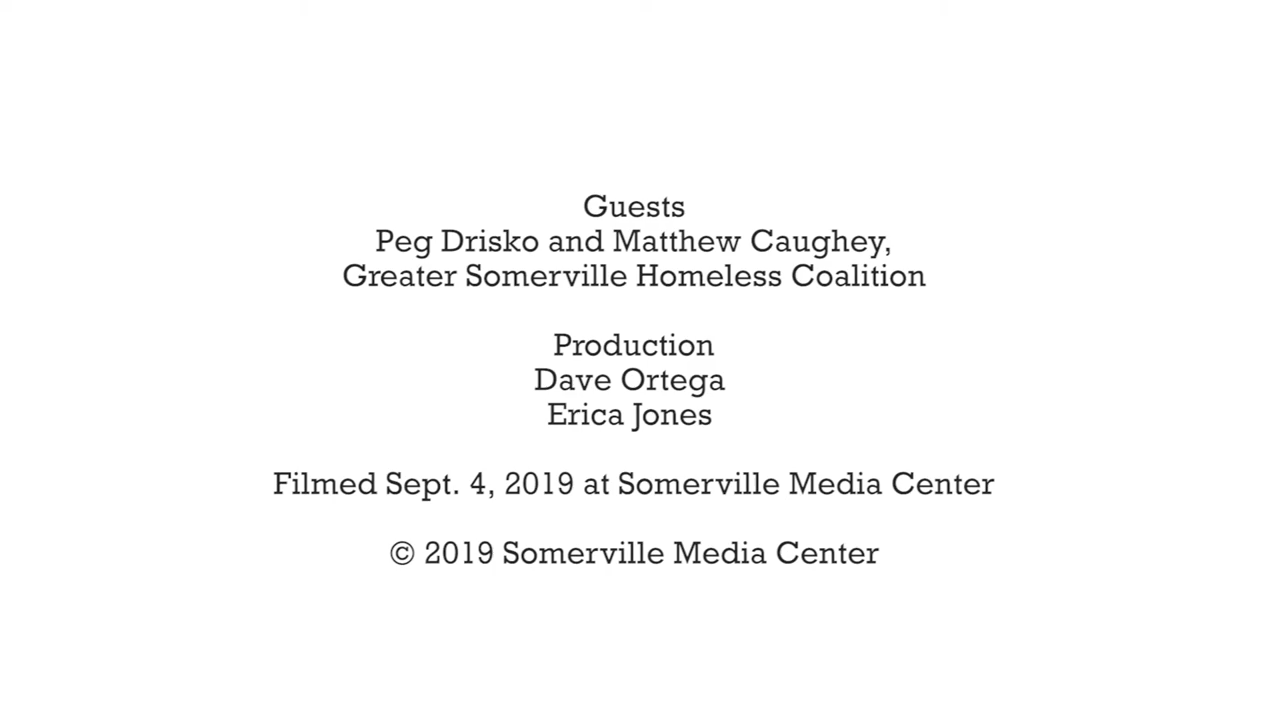 Guests
Peg Drisko and Matthew Caughey,
Greater Somerville Homeless Coalition
Production
Dave Ortega
Erica Jones
Filmed Sept. 4, 2019 at Somerville Media Center
© 2019 Somerville Media Center